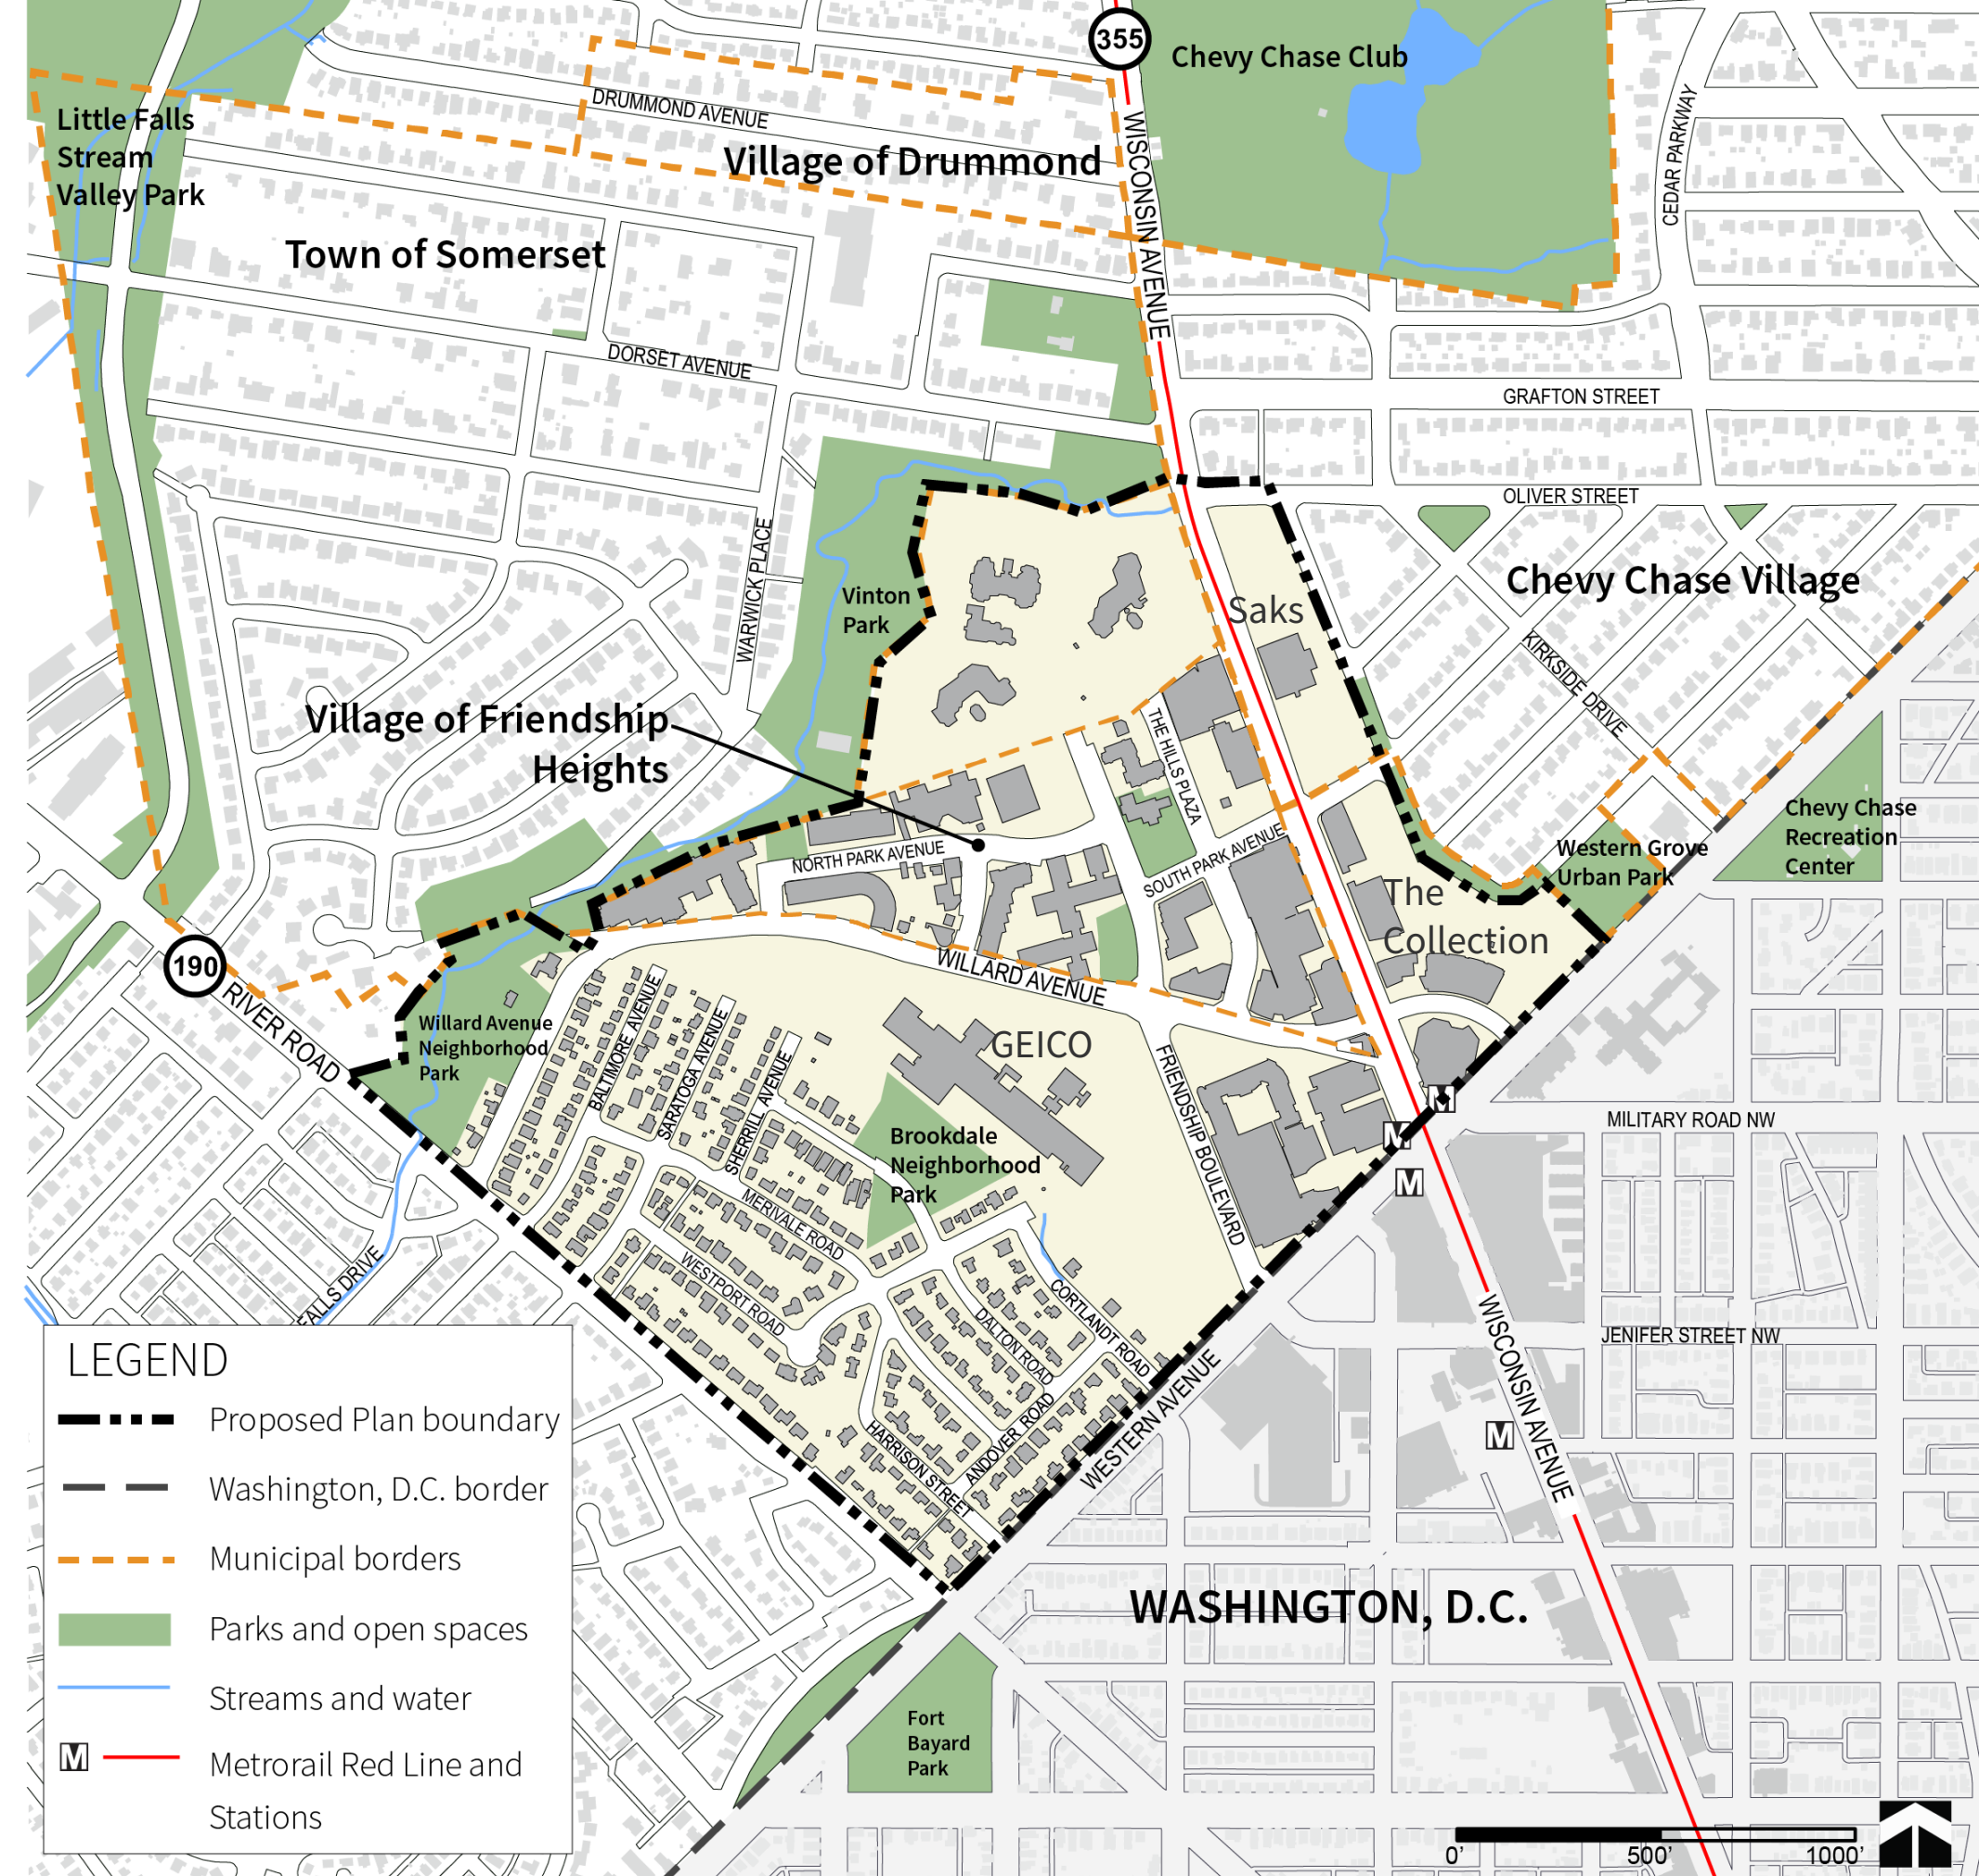 355
Chevy Chase Club
Little Falls
Stream
Valley Park
DRUMMOND AVENUE
Village of Drummond
WISCONSIN AVENUE
CEDAR PARKWAY
Town of Somerset
DORSET AVENUE
GRAFTON STREET
OLIVER STREET
Chevy Chase Village
WARWICK PLACE
Vinton
Park
Saks
KIRKSIDE DRIVE
Village of Friendship
Heights
THE HILLS PLAZA
NORTH PARK AVENUE
SOUTH PARK AVENUE
Chevy Chase
Recreation
Center
Western Grove
Urban Park
The
Collection
190
RIVER ROAD
WILLARD AVENUE
Willard Avenue
Neighborhood
Park
BALTIMORE AVENUE
SARATOGA AVENUE
SHERRILL AVENUE
GEICO
FRIENDSHIP BOULEVARD
M
M
M
MILITARY ROAD NW
Brookdale
Neighborhood
Park
MERIVALE ROAD
WESTPORT ROAD
FALLS DRIVE
CORTLANDT ROAD
DALTON ROAD
JENIFER STREET NW
WISCONSIN AVENUE
WESTERN AVENUE
ANDOVER ROAD
HARRISON STREET
M
LEGEND
Proposed Plan boundary
Washington, D.C. border
Municipal borders
Parks and open spaces
Streams and water
M
Metrorail Red Line and
Stations
WASHINGTON, D.C.
Fort
Bayard
Park
0' 500' 1000'